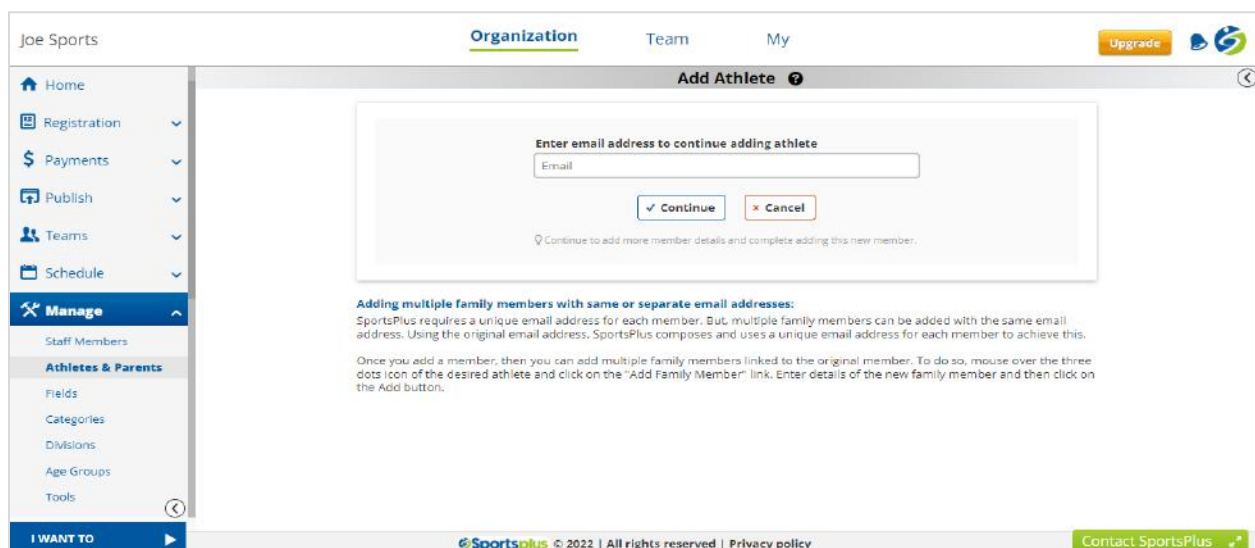 Joe Sports
Organization
Team
My
Upgrade
Home
Registration
Payments
Publish
Teams
Schedule
Manage
Staff Members
Athletes & Parents
Fields
Categories
Divisions
Age Groups
Tools
I WANT TO
Add Athlete ?
Enter email address to continue adding athlete
Email
Continue
Cancel
Continue to add more member details and complete adding this new member.
Adding multiple family members with same or separate email addresses:
SportsPlus requires a unique email address for each member. But, multiple family members can be added with the same email
address. Using the original email address, SportsPlus composes and uses a unique email address for each member to achieve this.
Once you add a member, then you can add multiple family members linked to the original member. To do so, mouse over the three
dots icon of the desired athlete and click on the "Add Family Member" link. Enter details of the new family member and then click on
the Add button.
Sportsplus © 2022 | All rights reserved | Privacy policy
Contact SportsPlus